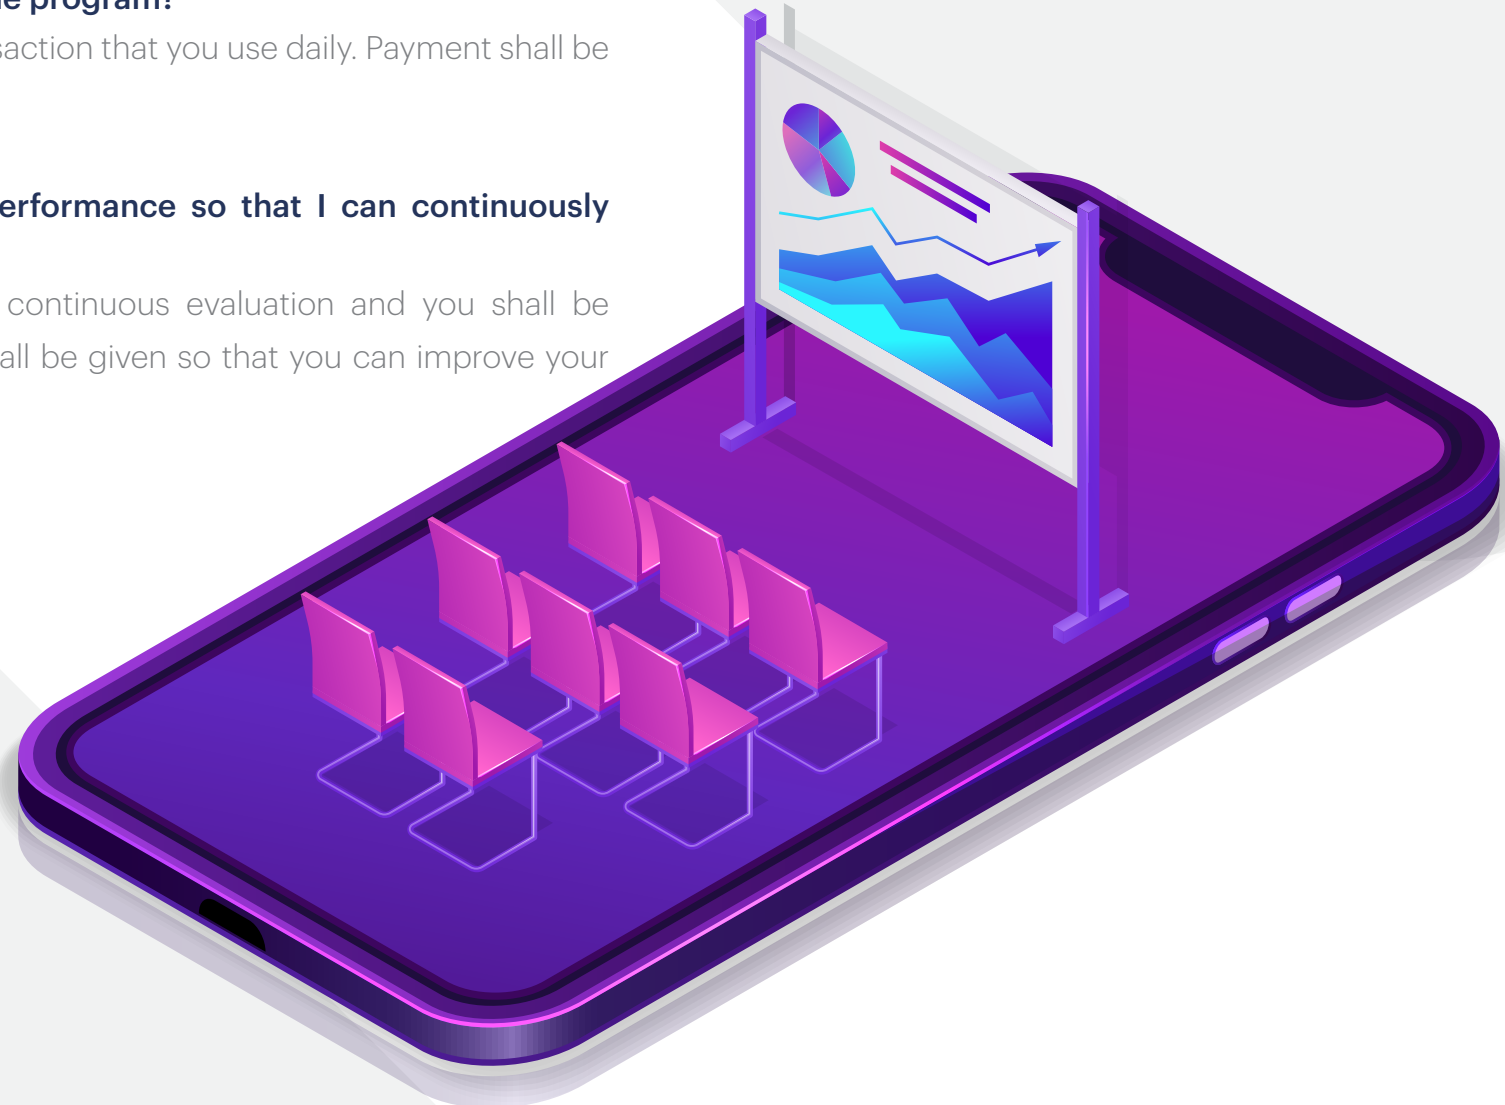 program?
saction that you use daily. Payment shall be
erformance so that I can continuously
continuous evaluation and you shall be
all be given so that you can improve your